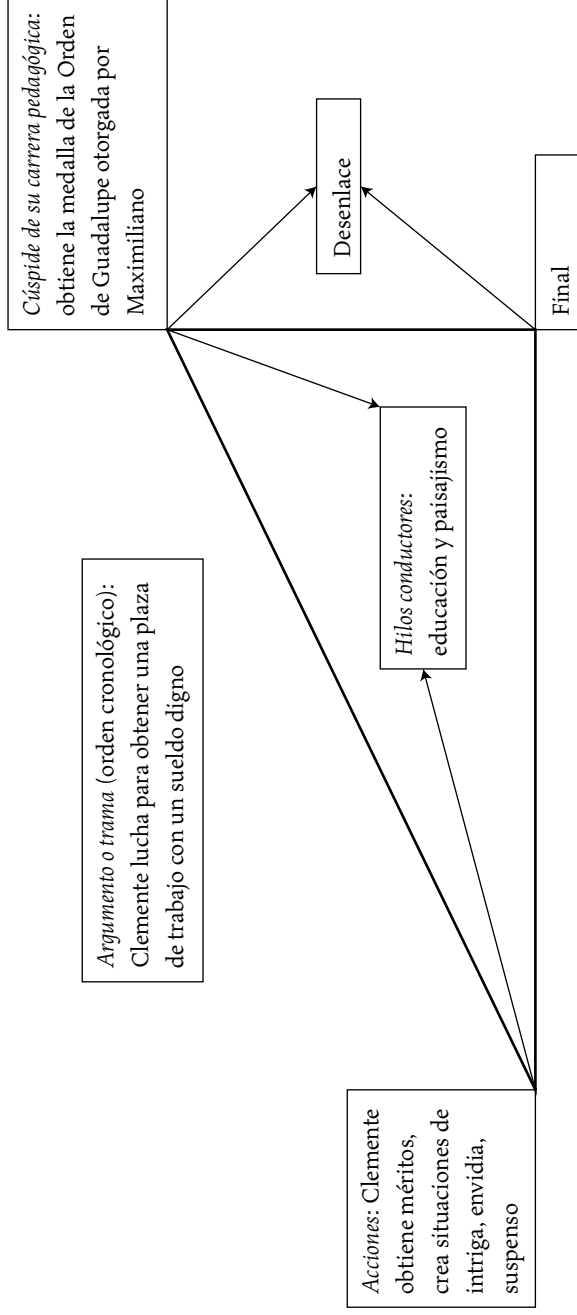 Cúspide de su carrera pedagógica:
obtiene la medalla de la Orden
de Guadalupe otorgada por
Maximiliano
Argumento o trama (orden cronológico):
Clemente lucha para obtener una plaza
de trabajo con un sueldo digno
Desenlace
Hilos conductores:
educación y paisajismo
Acciones: Clemente
obtiene méritos,
crea situaciones de
intriga, envidia,
suspenso
Final